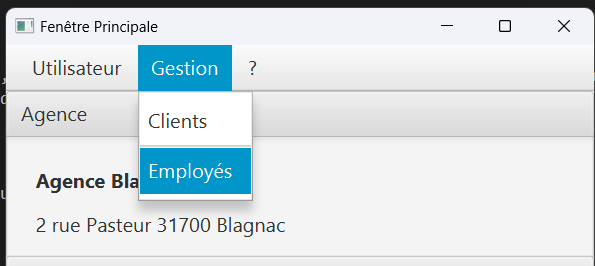 Fenêtre Principale
Utilisateur Gestion ?
Agence
Clients
Employés
Agence Bla
2 rue Pasteur 31700 Blagnac